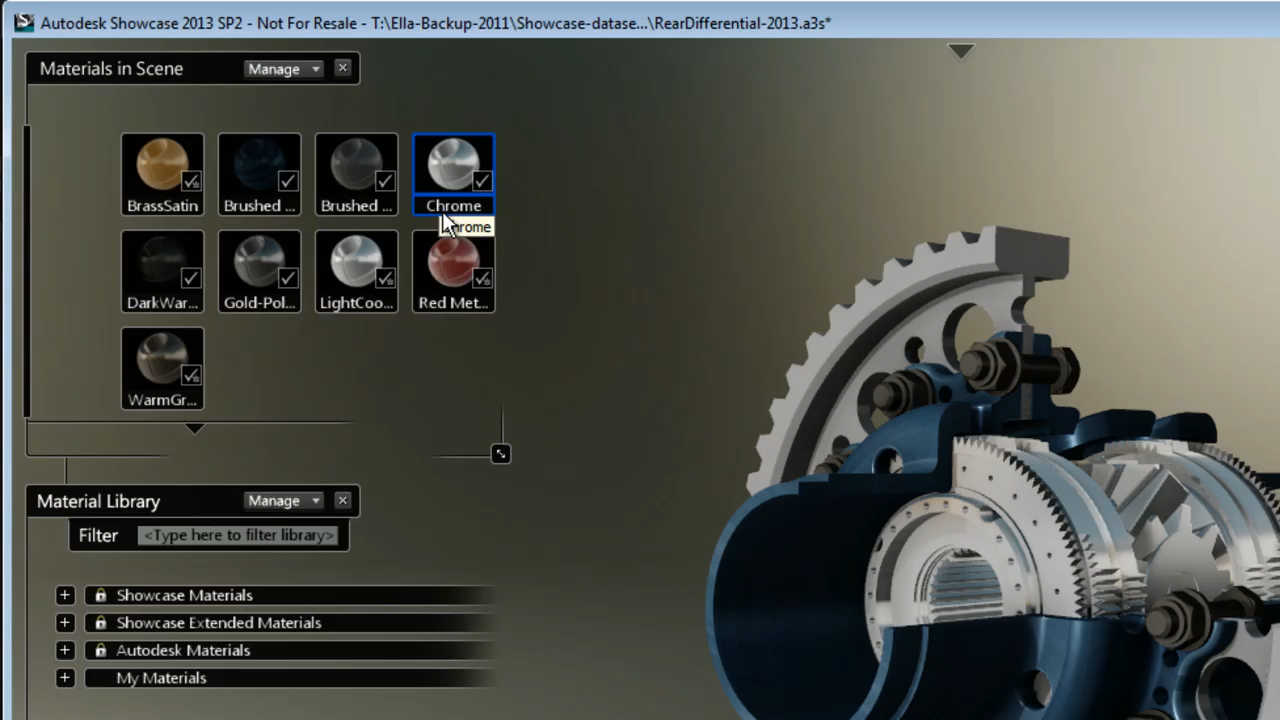 Autodesk Showcase 2013 SP2 - Not For Resale - T:\Ella-Backup-2011\Showcase-datase...\RearDifferential-2013.a3s*
Materials in Scene Manage
BrassSatin Brushed ... Brushed ... Chrome
Chrome
DarkWar... Gold-Pol... LightCoo... Red Met...
WarmGr...
Material Library Manage
Filter <Type here to filter library>
Showcase Materials
Showcase Extended Materials
Autodesk Materials
My Materials